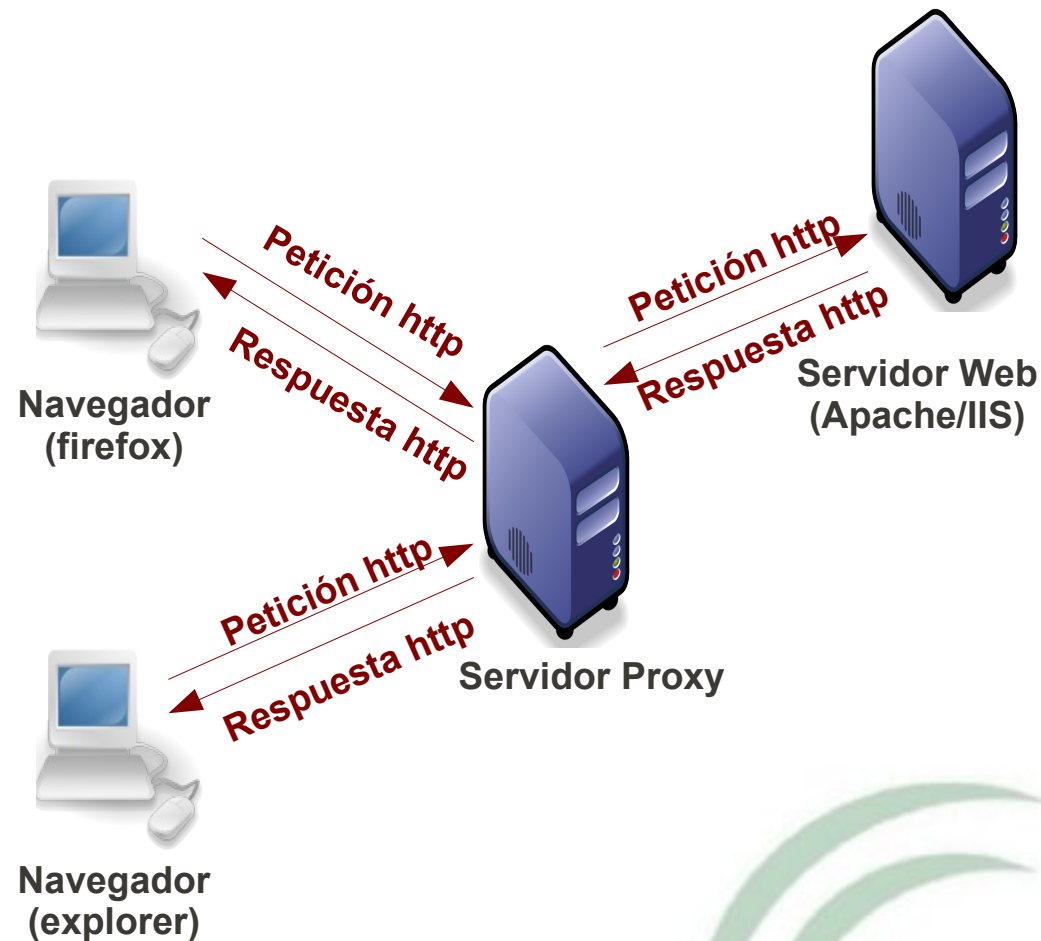 Petición http
Respuesta http
Navegador
(firefox)
Petición http
Respuesta http
Servidor Web
(Apache/IIS)
Petición http
Respuesta http
Servidor Proxy
Navegador
(explorer)